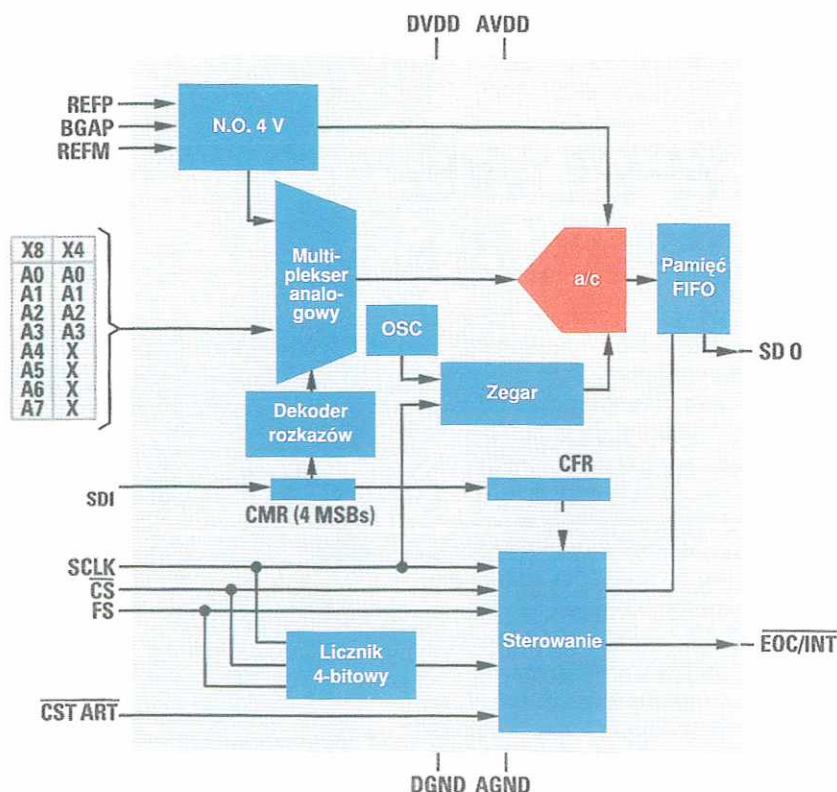 DVDD AVDD
REFP
BGAP
REFM
N.O. 4 V
X8 X4
A0 A0
A1 A1
A2 A2
A3 A3
A4 X
A5 X
A6 X
A7 X
Multi-
plekser
analo-
gowy
a/c
Pamięć
FIFO
OSC
SD 0
Zegar
Dekoder
rozkazów
SDI
CMR (4 MSBs)
CFR
SCLK
CS
FS
Sterowanie
EOC/INT
Licznik
4-bitowy
CST ART
DGND AGND